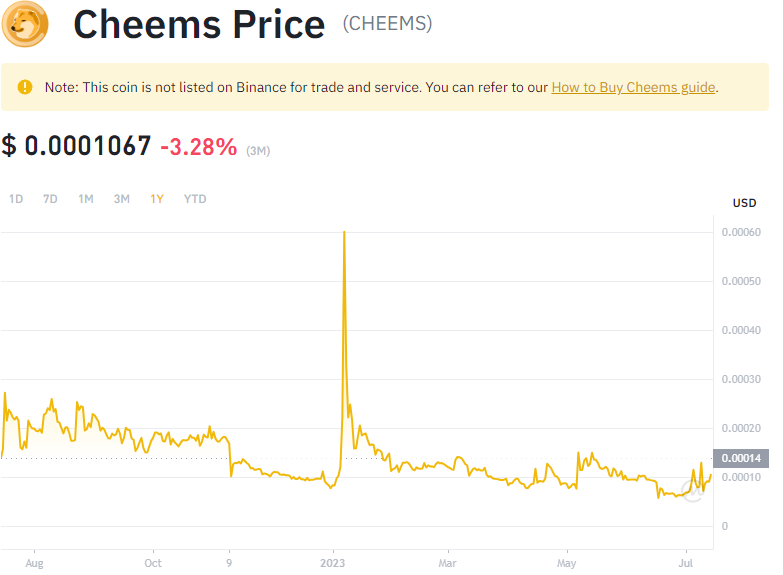 Cheems Price (CHEEMS)
Note: This coin is not listed on Binance for trade and service. You can refer to our How to Buy Cheems guide.
$ 0.0001067 -3.28% (3M)
1D 7D 1M 3M 1Y YTD
USD
0.00060
0.00050
0.00040
0.00030
0.00020
0.00014
0.00010
0
Aug Oct 9 2023 Mar May Jul